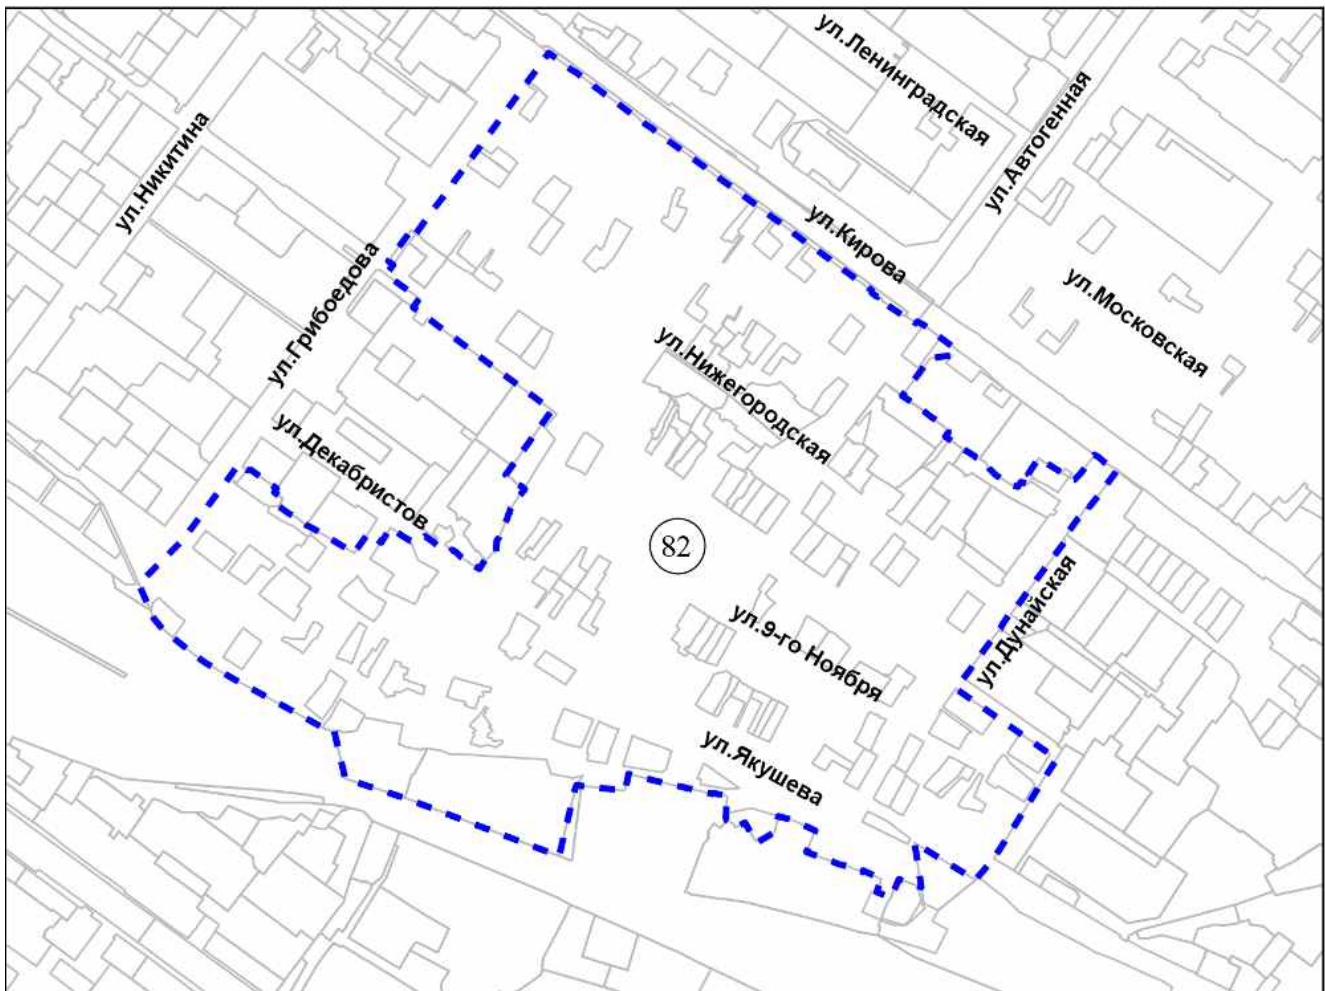 ул.Ленинградская
ул.Автогенная
ул.Никитина
ул.Кирова
ул.Грибоедова
ул.Московская
ул.Нижегородская
ул.Декабристов
82
ул.Дунайская
ул.9-го Ноября
ул.Якушева